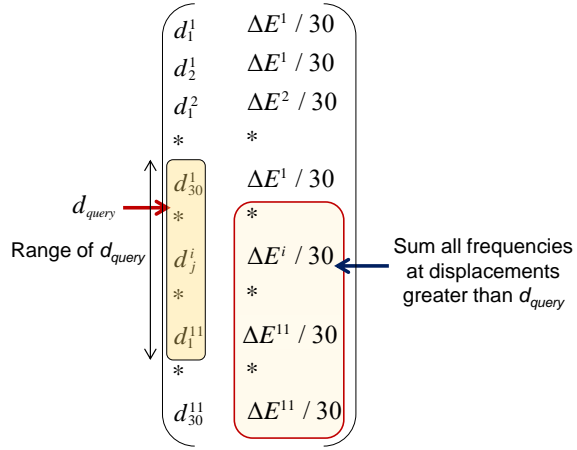 d_1^1 ΔE^1 / 30
d_2^1 ΔE^1 / 30
d_1^2 ΔE^2 / 30
* *
d_30^1 ΔE^1 / 30
d_query
* *
Range of d_query
d_j^i ΔE^i / 30
* *
d_1^11 ΔE^11 / 30
* *
d_30^11 ΔE^11 / 30
Sum all frequencies
at displacements
greater than d_query